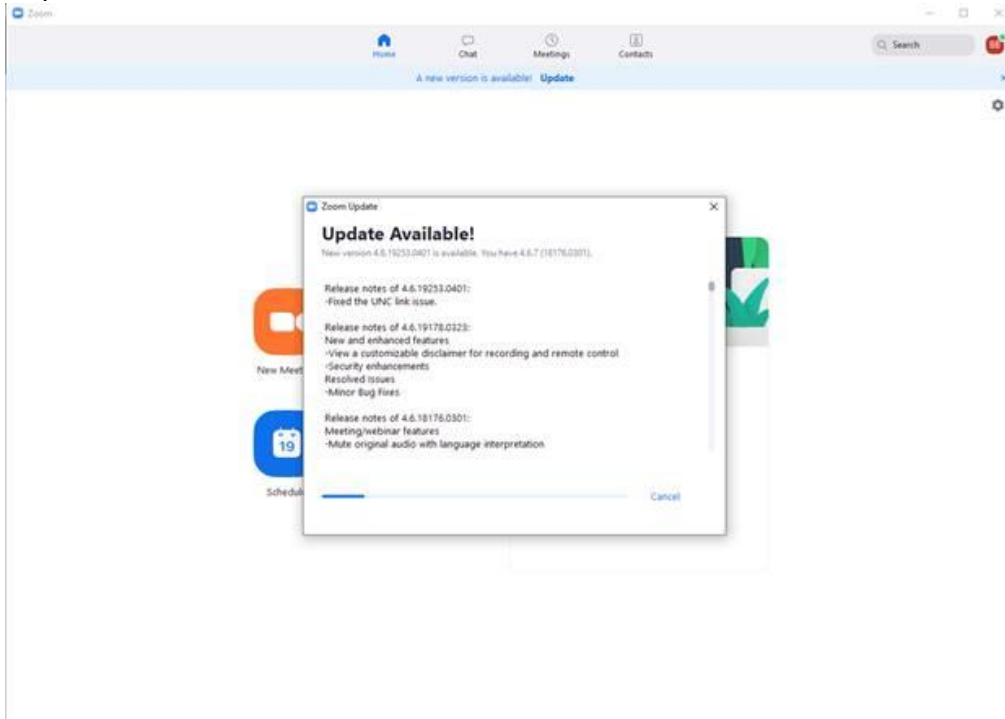 Zoom
Home
Chat
Meetings
Contacts
Search
A new version is available! Update
Zoom Update
Update Available!
New version 4.6.19253.0401 is available. You have 4.6.7 (18176.0301).
Release notes of 4.6.19253.0401:
-Fixed the UNC link issue.
Release notes of 4.6.19178.0323:
New and enhanced features
-View a customizable disclaimer for recording and remote control
-Security enhancements
Resolved Issues
-Minor Bug Fixes
Release notes of 4.6.18176.0301:
Meeting/webinar features
-Mute original audio with language interpretation
New Meet
19
Schedul
Cancel